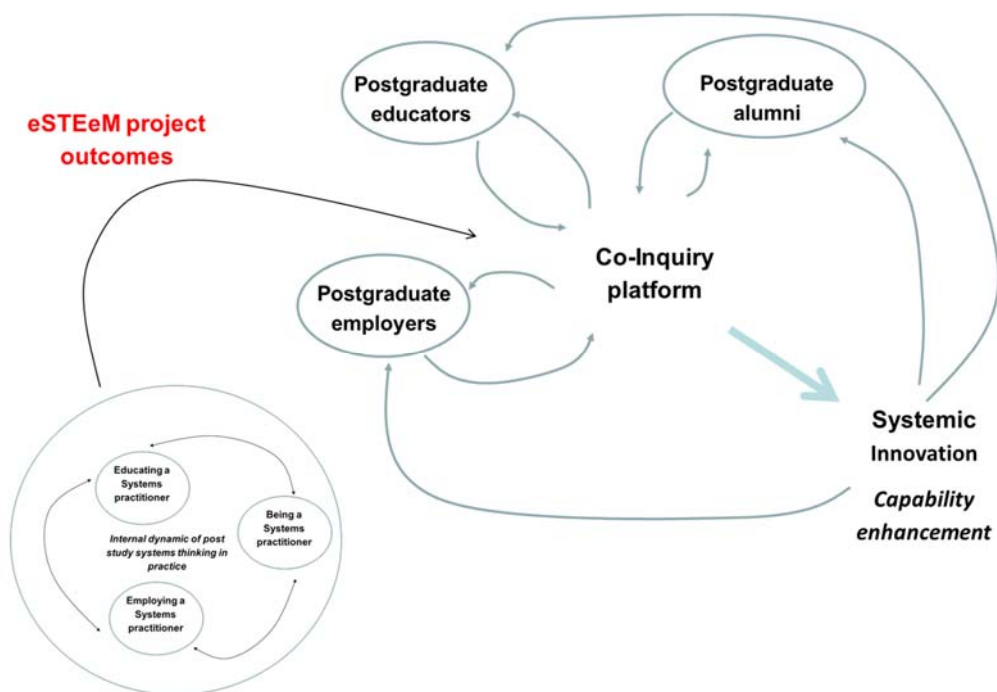 Postgraduate
educators
Postgraduate
alumni
eSTEeM project
outcomes
Co-Inquiry
platform
Postgraduate
employers
Systemic
Innovation
Capability
enhancement
Educating a
Systems
practitioner
Being a
Systems
practitioner
Internal dynamic of post
study systems thinking in
practice
Employing a
Systems
practitioner